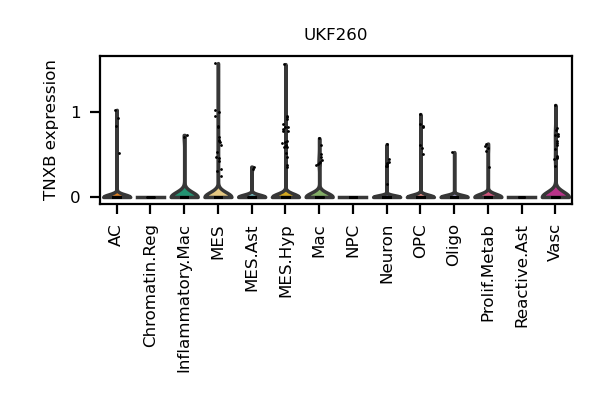 UKF260
TNXB expression
1
0
AC
Chromatin.Reg
Inflammatory.Mac
MES
MES.Ast
MES.Hyp
Mac
NPC
Neuron
OPC
Oligo
Prolif.Metab
Reactive.Ast
Vasc